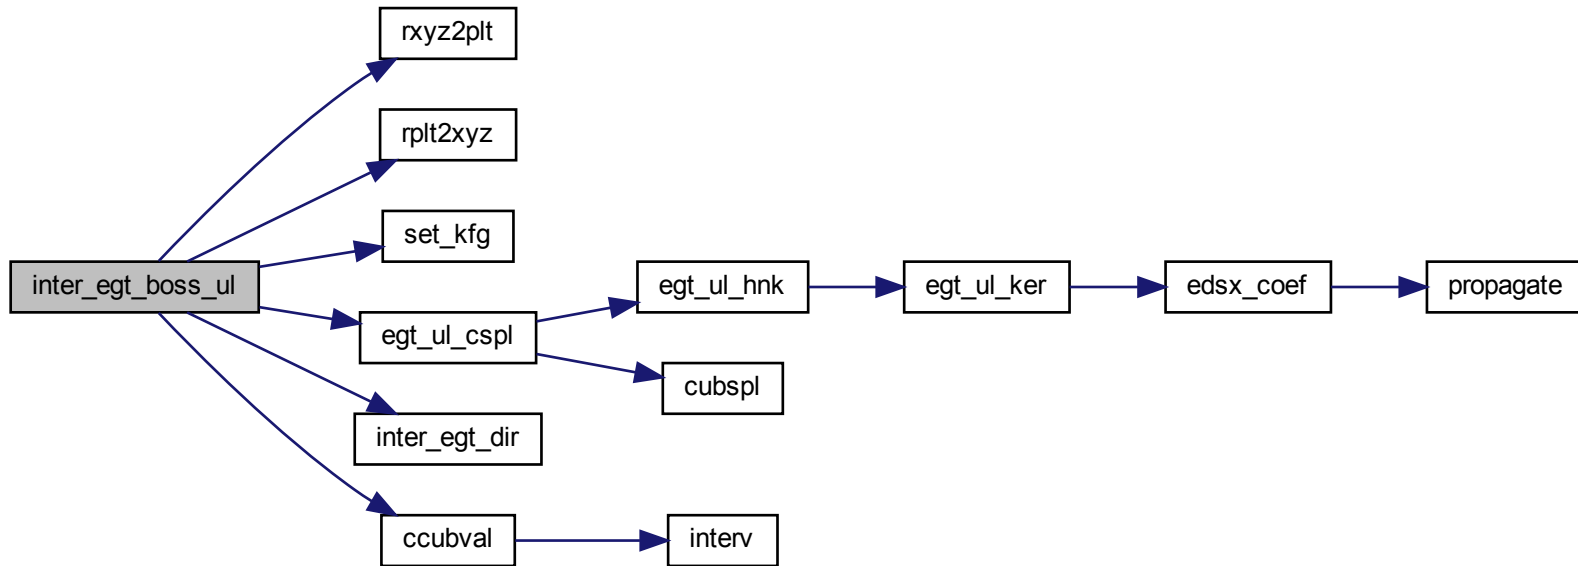 rxyz2plt
rplt2xyz
set_kfg
inter_egt_boss_ul
egt_ul_hnk
egt_ul_ker
edsx_coef
propagate
egt_ul_cspl
cubspl
inter_egt_dir
ccubval
interv